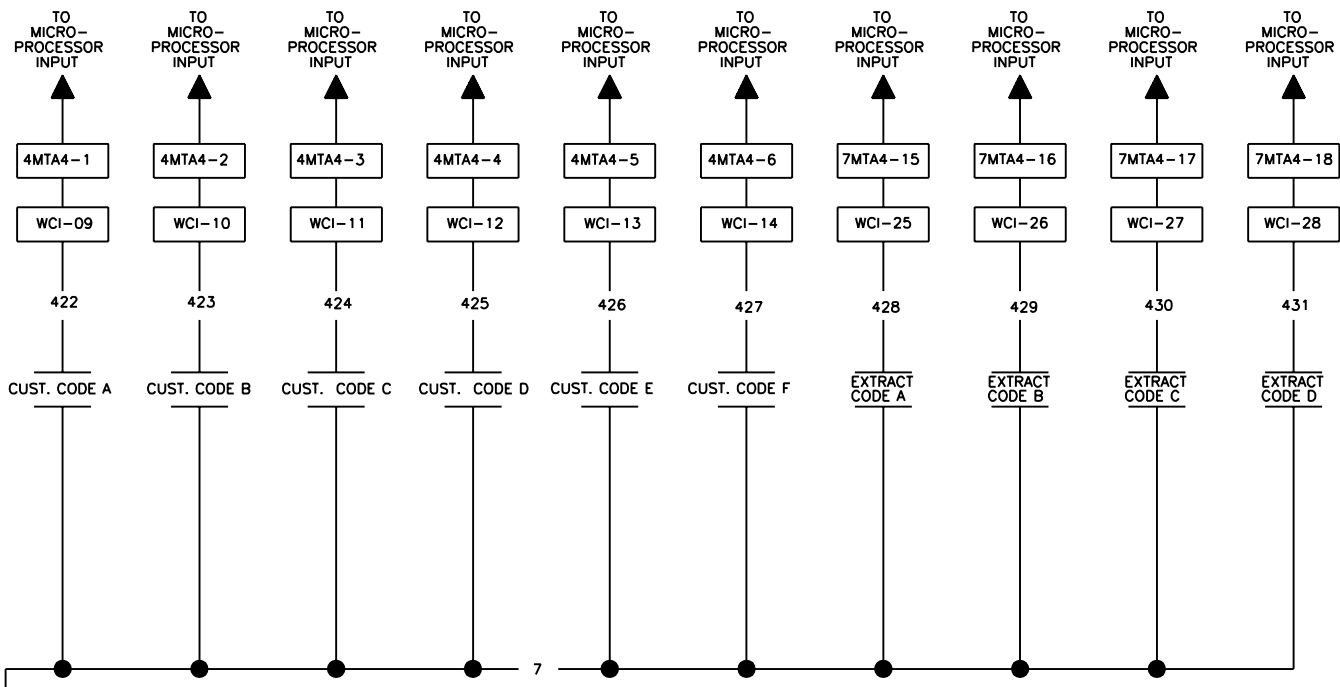 TO TO TO TO TO TO TO TO TO TO
MICRO- MICRO- MICRO- MICRO- MICRO- MICRO- MICRO- MICRO- MICRO- MICRO-
PROCESSOR PROCESSOR PROCESSOR PROCESSOR PROCESSOR PROCESSOR PROCESSOR PROCESSOR PROCESSOR PROCESSOR
INPUT INPUT INPUT INPUT INPUT INPUT INPUT INPUT INPUT INPUT
4MTA4-1 4MTA4-2 4MTA4-3 4MTA4-4 4MTA4-5 4MTA4-6 7MTA4-15 7MTA4-16 7MTA4-17 7MTA4-18
WCI-09 WCI-10 WCI-11 WCI-12 WCI-13 WCI-14 WCI-25 WCI-26 WCI-27 WCI-28
422 423 424 425 426 427 428 429 430 431
CUST. CODE A CUST. CODE B CUST. CODE C CUST. CODE D CUST. CODE E CUST. CODE F EXTRACT CODE A EXTRACT CODE B EXTRACT CODE C EXTRACT CODE D
7